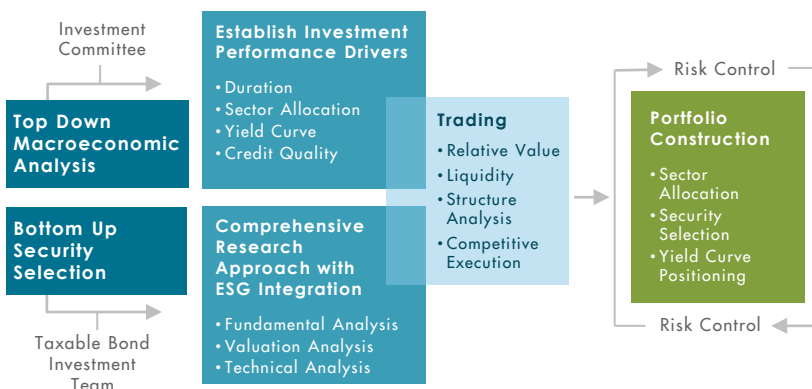 Investment
Committee
Top Down
Macroeconomic
Analysis
Bottom Up
Security
Selection
Taxable Bond
Investment
Team
Establish Investment
Performance Drivers
• Duration
• Sector Allocation
• Yield Curve
• Credit Quality
Comprehensive
Research
Approach with
ESG Integration
• Fundamental Analysis
• Valuation Analysis
• Technical Analysis
Trading
• Relative Value
• Liquidity
• Structure
Analysis
• Competitive
Execution
Risk Control
Portfolio
Construction
• Sector
Allocation
• Security
Selection
• Yield Curve
Positioning
Risk Control